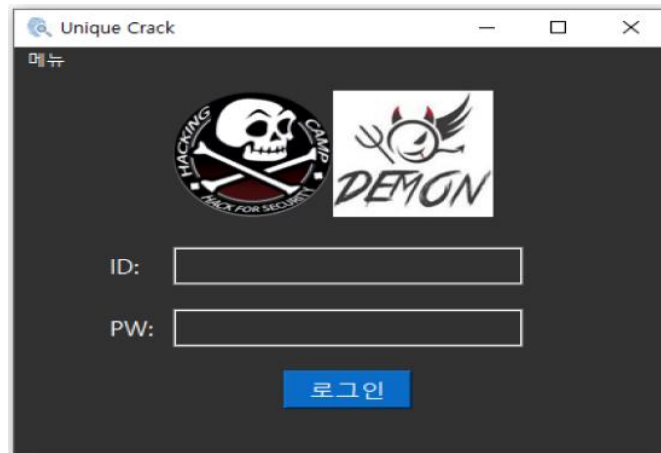 Unique Crack
메뉴
HACKING CAMP
HACK FOR SECURITY
DEMON
ID:
PW:
로그인